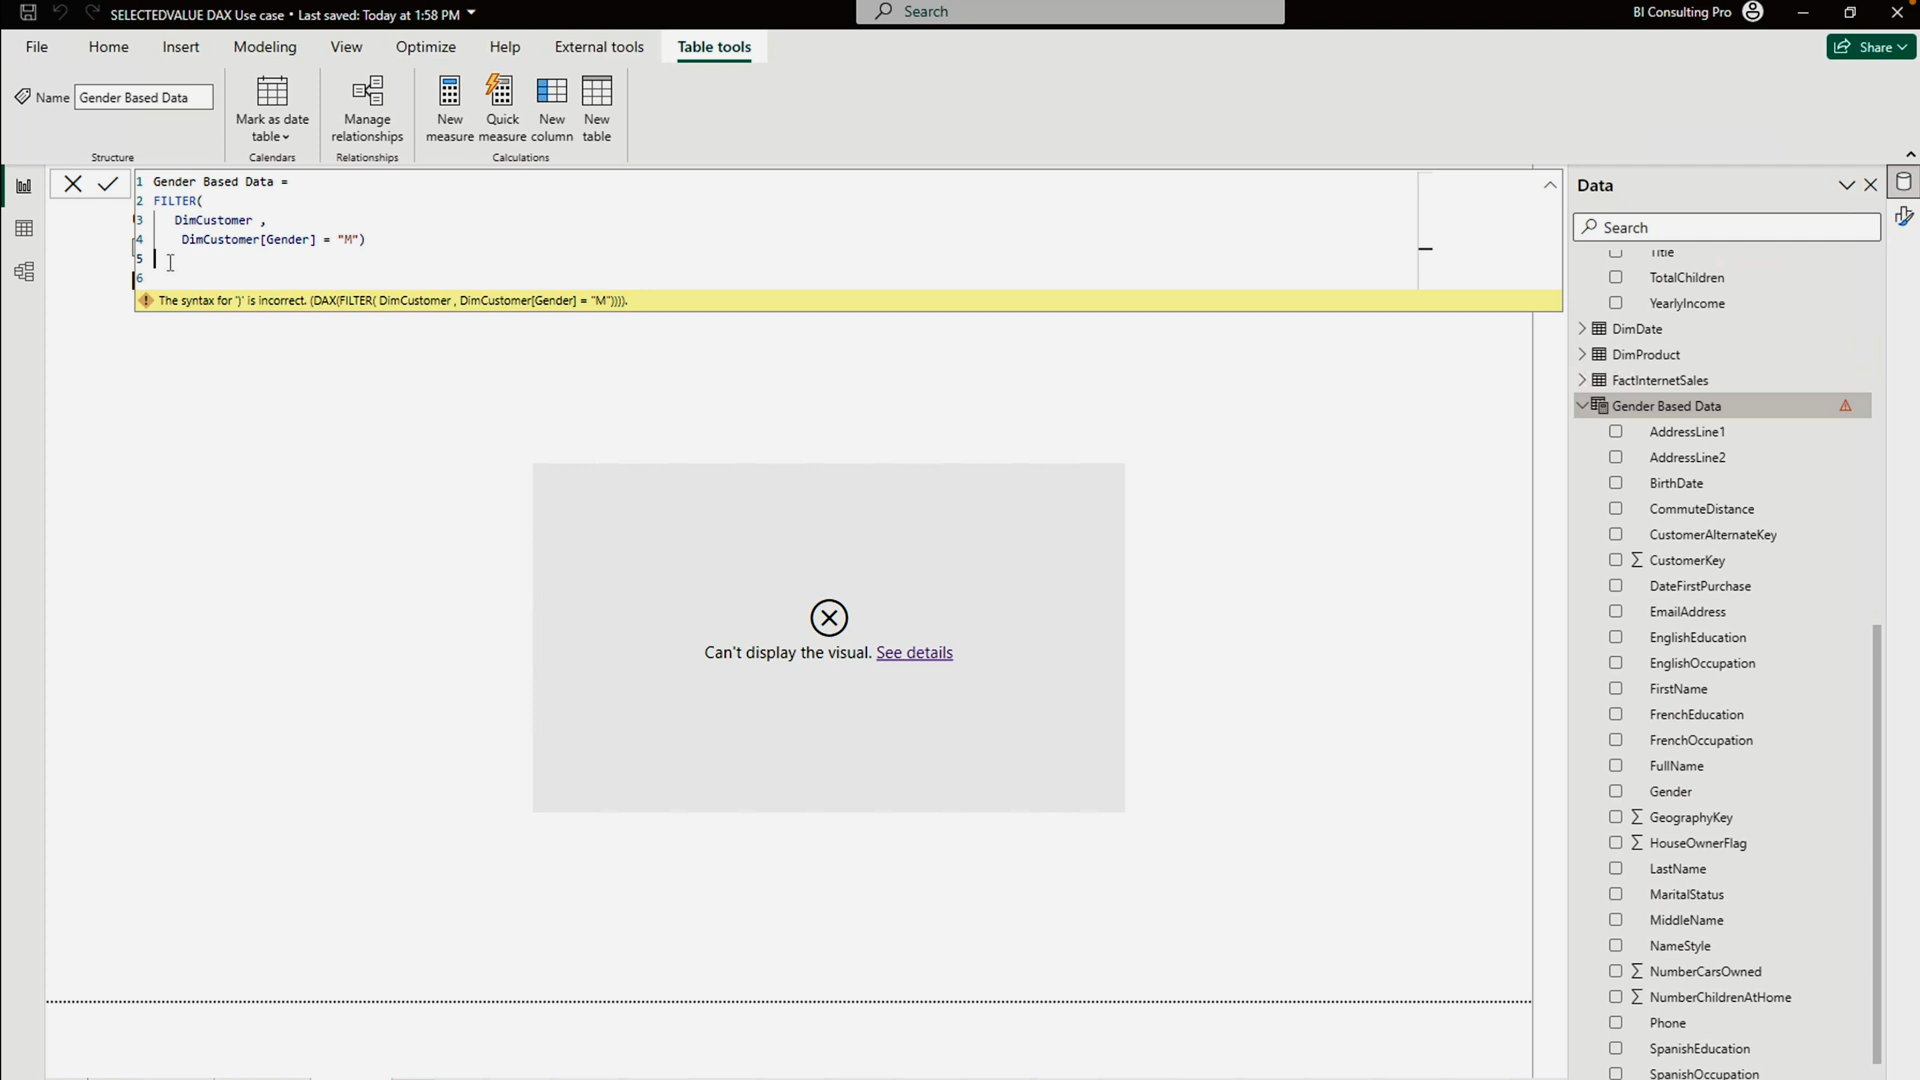 SELECTEDVALUE DAX Use case • Last saved: Today at 1:58 PM
Search
BI Consulting Pro
File
Home
Insert
Modeling
View
Optimize
Help
External tools
Table tools
Share
Name
Gender Based Data
Mark as date
table
Manage
relationships
New
measure
Quick
measure
New
column
New
table
Structure
Calendars
Relationships
Calculations
1 Gender Based Data =
2 FILTER(
3 DimCustomer ,
4 DimCustomer[Gender] = "M")
5
6
The syntax for ')' is incorrect. (DAX(FILTER( DimCustomer , DimCustomer[Gender] = "M")))).
Can't display the visual. See details
Data
Search
Title
TotalChildren
YearlyIncome
DimDate
DimProduct
FactInternetSales
Gender Based Data
AddressLine1
AddressLine2
BirthDate
CommuteDistance
CustomerAlternateKey
CustomerKey
DateFirstPurchase
EmailAddress
EnglishEducation
EnglishOccupation
FirstName
FrenchEducation
FrenchOccupation
FullName
Gender
GeographyKey
HouseOwnerFlag
LastName
MaritalStatus
MiddleName
NameStyle
NumberCarsOwned
NumberChildrenAtHome
Phone
SpanishEducation
SpanishOccupation